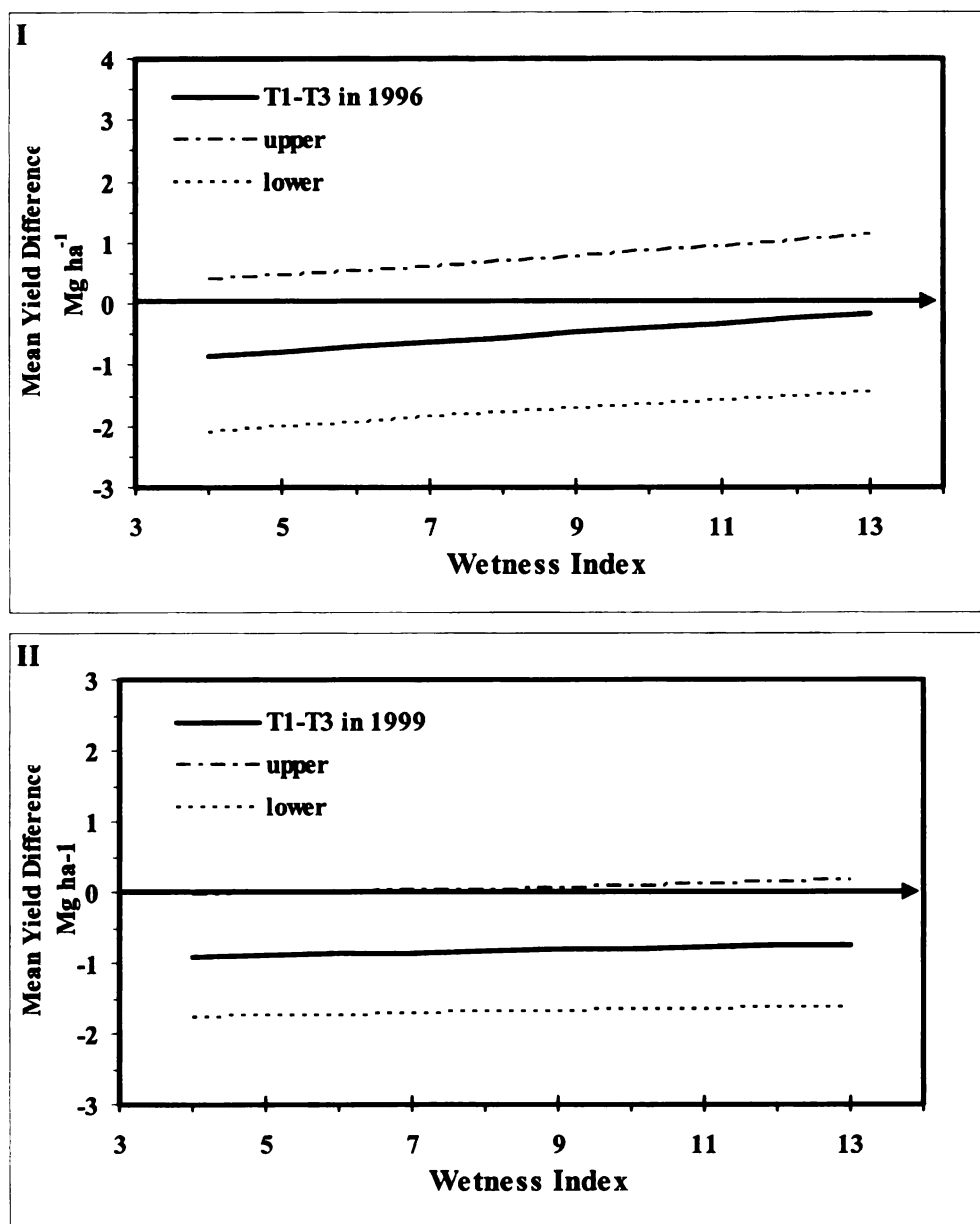 I
4
3
2
1
0
-1
-2
-3
T1-T3 in 1996
upper
lower
Mean Yield Difference
Mg ha-1
3 5 7 9 11 13
Wetness Index
II
3
2
1
0
-1
-2
-3
T1-T3 in 1999
upper
lower
Mean Yield Difference
Mg ha-1
3 5 7 9 11 13
Wetness Index